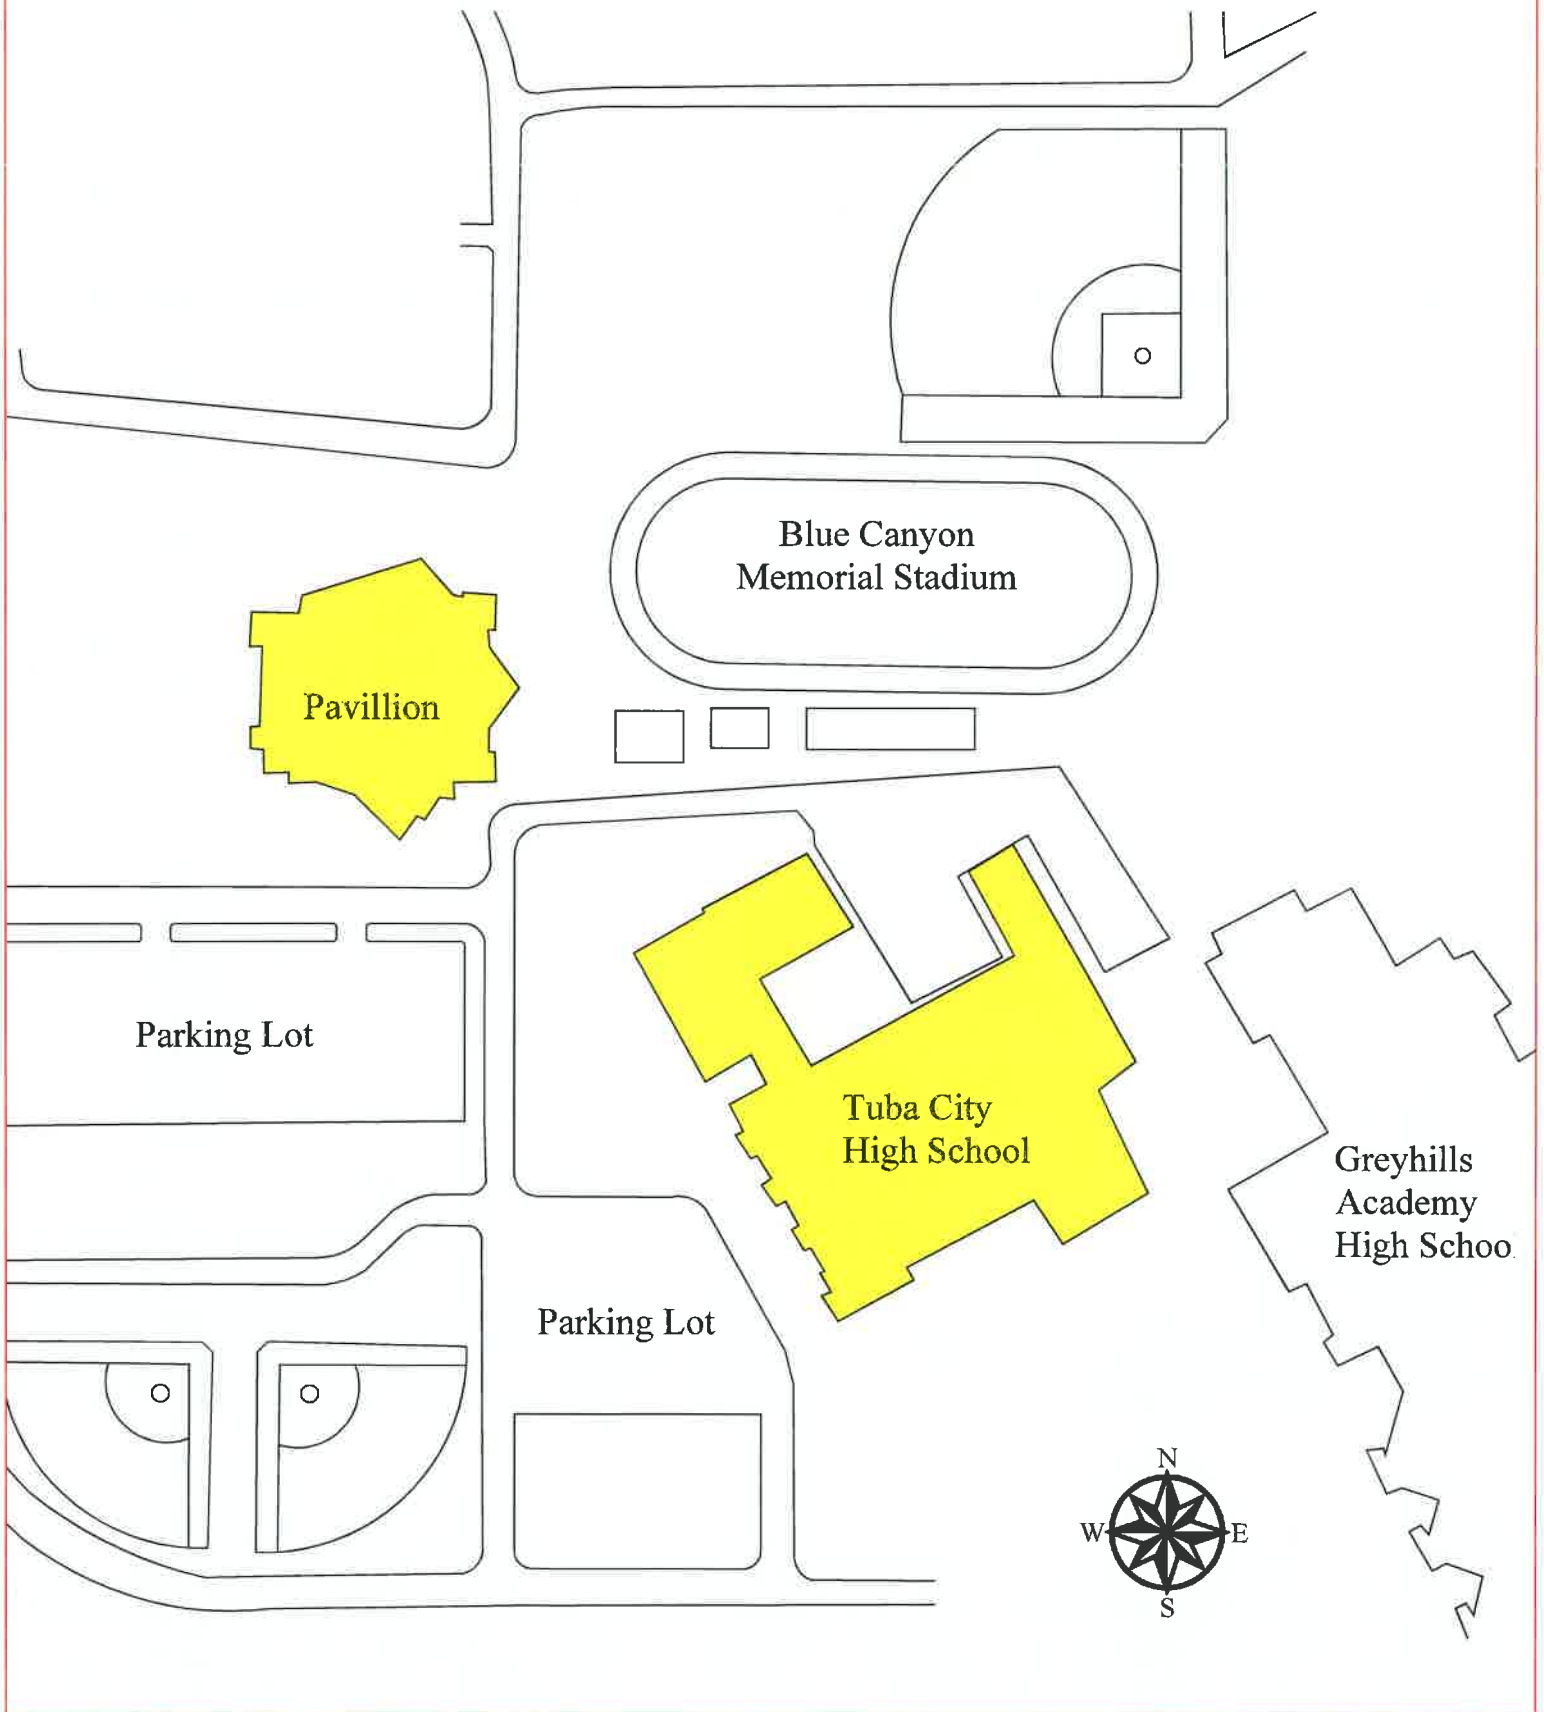 Blue Canyon
Memorial Stadium
Pavillion
Parking Lot
Tuba City
High School
Greyhills
Academy
High Schoo
Parking Lot
N
W
E
S